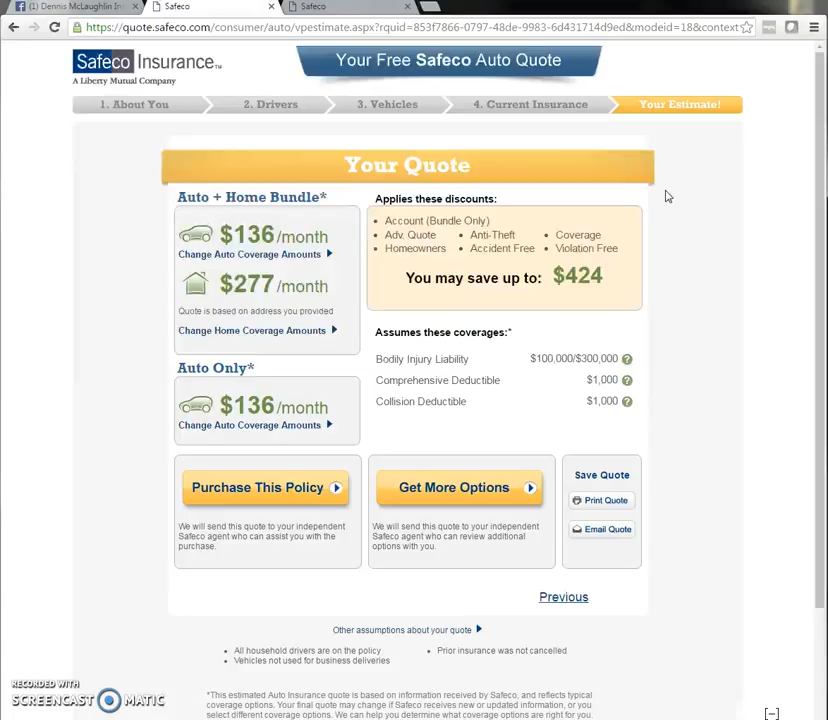 (1) Dennis McLaughlin In
Safeco
Safeco
https://quote.safeco.com/consumer/auto/vpestimate.aspx?rquid=853f7866-0797-48de-9983-6d431714d9ed&modeid=18&context
Safeco Insurance™
A Liberty Mutual Company
Your Free Safeco Auto Quote
1. About You
2. Drivers
3. Vehicles
4. Current Insurance
Your Estimate!
Your Quote
Auto + Home Bundle*
$136/month
Change Auto Coverage Amounts
$277/month
Quote is based on address you provided
Change Home Coverage Amounts
Auto Only*
$136/month
Change Auto Coverage Amounts
Applies these discounts:
• Account (Bundle Only)
• Adv. Quote • Anti-Theft • Coverage
• Homeowners • Accident Free • Violation Free
You may save up to: $424
Assumes these coverages:*
Bodily Injury Liability $100,000/$300,000 ?
Comprehensive Deductible $1,000 ?
Collision Deductible $1,000 ?
Purchase This Policy
We will send this quote to your independent
Safeco agent who can assist you with the
purchase.
Get More Options
We will send this quote to your independent
Safeco agent who can review additional
options with you.
Save Quote
Print Quote
Email Quote
Previous
Other assumptions about your quote
• All household drivers are on the policy
• Vehicles not used for business deliveries
• Prior insurance was not cancelled
*This estimated Auto Insurance quote is based on information received by Safeco, and reflects typical
coverage options. Your final quote may change if Safeco receives new or updated information, or you
select different coverage options. We can help you determine what coverage options are right for you.
RECORDED WITH
SCREENCAST MATIC
[-]